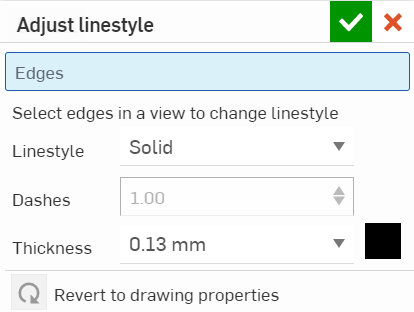 Adjust linestyle
Edges
Select edges in a view to change linestyle
Linestyle Solid
Dashes 1.00
Thickness 0.13 mm
Revert to drawing properties